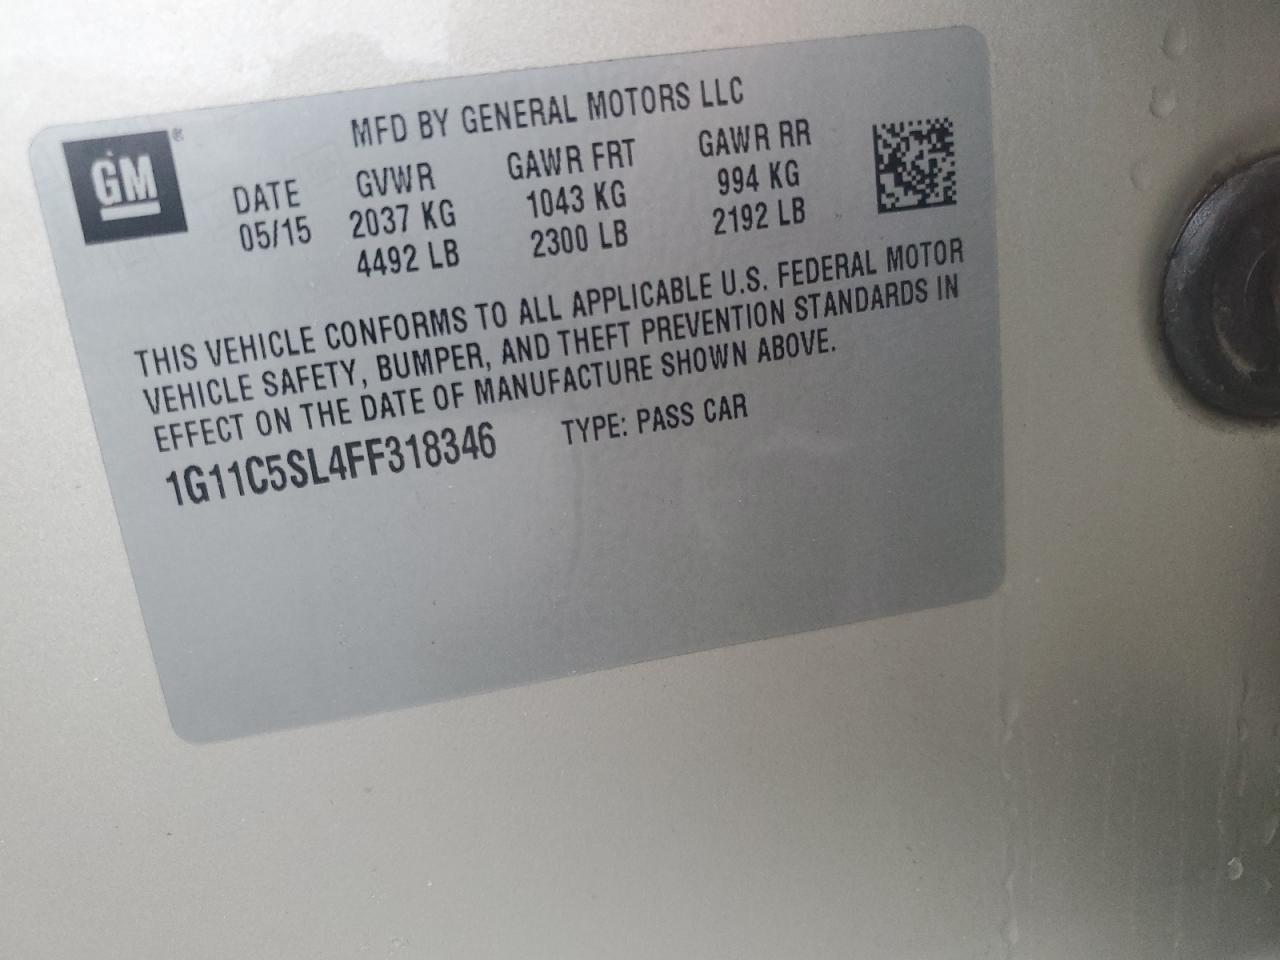 GM®
MFD BY GENERAL MOTORS LLC
DATE GVWR GAWR FRT GAWR RR
05/15 2037 KG 1043 KG 994 KG
4492 LB 2300 LB 2192 LB
THIS VEHICLE CONFORMS TO ALL APPLICABLE U.S. FEDERAL MOTOR
VEHICLE SAFETY, BUMPER, AND THEFT PREVENTION STANDARDS IN
EFFECT ON THE DATE OF MANUFACTURE SHOWN ABOVE.
1G11C5SL4FF318346 TYPE: PASS CAR